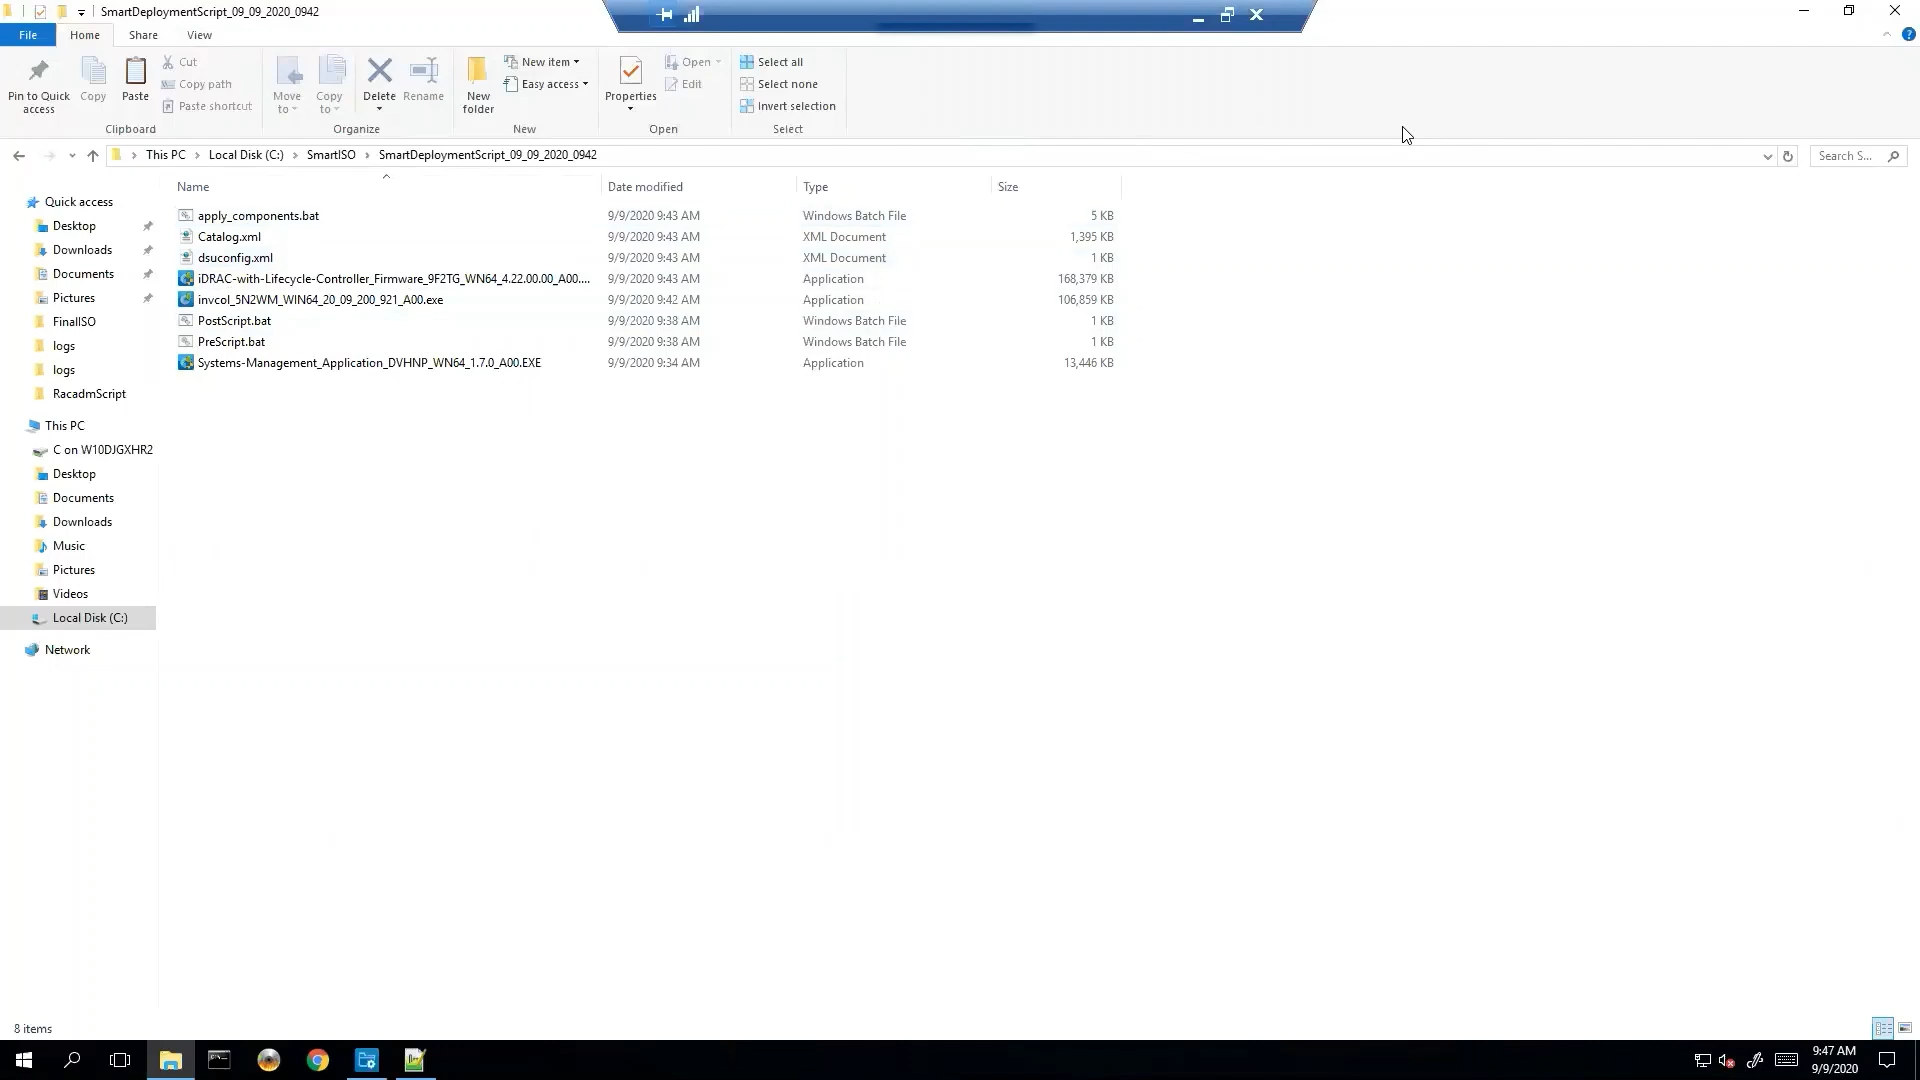 SmartDeploymentScript_09_09_2020_0942
File Home Share View
Pin to Quick access
Copy
Paste
Cut
Copy path
Paste shortcut
Clipboard
Move to
Copy to
Delete
Rename
Organize
New folder
New item
Easy access
New
Properties
Open
Edit
Open
Select all
Select none
Invert selection
Select
This PC > Local Disk (C:) > SmartISO > SmartDeploymentScript_09_09_2020_0942
Search S...
Name Date modified Type Size
apply_components.bat 9/9/2020 9:43 AM Windows Batch File 5 KB
Catalog.xml 9/9/2020 9:43 AM XML Document 1,395 KB
dsuconfig.xml 9/9/2020 9:43 AM XML Document 1 KB
iDRAC-with-Lifecycle-Controller_Firmware_9F2TG_WN64_4.22.00.00_A00.... 9/9/2020 9:43 AM Application 168,379 KB
invcol_5N2WM_WIN64_20_09_200_921_A00.exe 9/9/2020 9:42 AM Application 106,859 KB
PostScript.bat 9/9/2020 9:38 AM Windows Batch File 1 KB
PreScript.bat 9/9/2020 9:38 AM Windows Batch File 1 KB
Systems-Management_Application_DVHNP_WN64_1.7.0_A00.EXE 9/9/2020 9:34 AM Application 13,446 KB
Quick access
Desktop
Downloads
Documents
Pictures
FinalISO
logs
logs
RacadmScript
This PC
C on W10DJGXHR2
Desktop
Documents
Downloads
Music
Pictures
Videos
Local Disk (C:)
Network
8 items
9:47 AM
9/9/2020